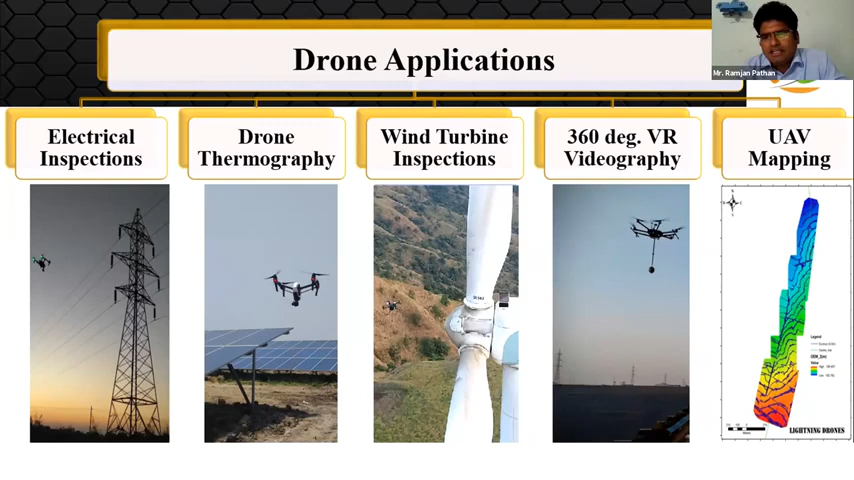 Drone Applications
Mr. Ramjan Pathan
Electrical
Inspections
Drone
Thermography
Wind Turbine
Inspections
360 deg. VR
Videography
UAV
Mapping
N
Legend
LIGHTNING DRONES